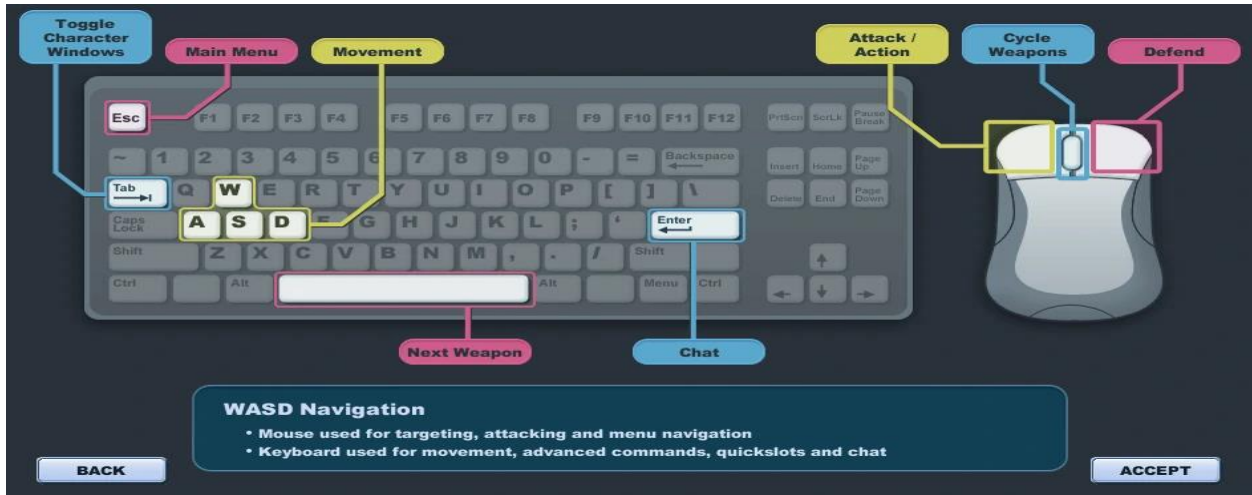 Toggle
Character
Windows
Main Menu
Movement
Attack /
Action
Cycle
Weapons
Defend
Esc F1 F2 F3 F4 F5 F6 F7 F8 F9 F10 F11 F12 PrtScn ScrLk Pause
Break
~ 1 2 3 4 5 6 7 8 9 0 - = Backspace Insert Home Page
Up
Tab Q W E R T Y U I O P [ ] \ Delete End Page
Down
Caps
Lock A S D F G H J K L ; ' Enter
Shift Z X C V B N M , . / Shift
Ctrl Alt Alt Menu Ctrl
Next Weapon
Chat
WASD Navigation
• Mouse used for targeting, attacking and menu navigation
• Keyboard used for movement, advanced commands, quickslots and chat
BACK
ACCEPT